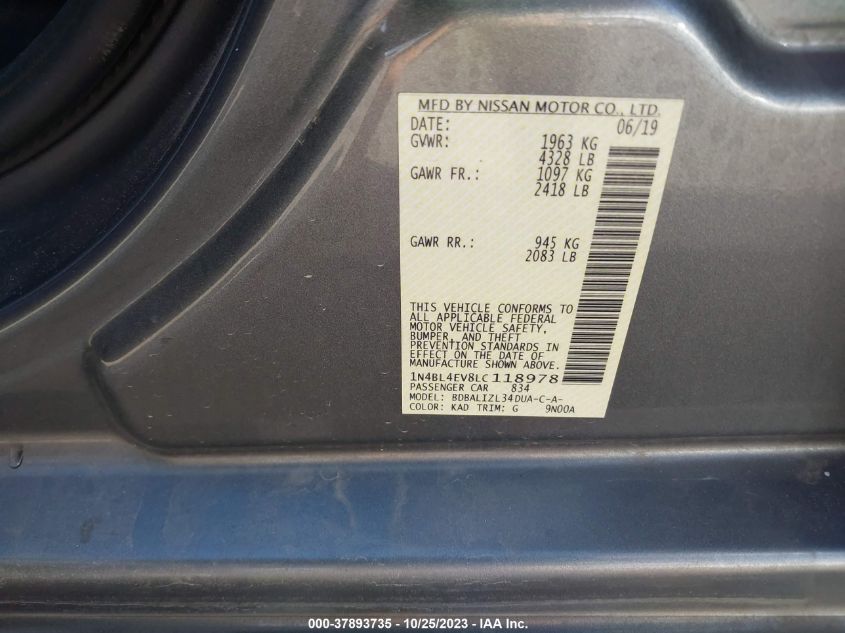 MFD BY NISSAN MOTOR CO., LTD.
DATE: 06/19
GVWR: 1963 KG
4328 LB
GAWR FR.: 1097 KG
2418 LB
GAWR RR.: 945 KG
2083 LB
THIS VEHICLE CONFORMS TO
ALL APPLICABLE FEDERAL
MOTOR VEHICLE SAFETY,
BUMPER, AND THEFT
PREVENTION STANDARDS IN
EFFECT ON THE DATE OF
MANUFACTURE SHOWN ABOVE.
1N4BL4EV8LC118978
PASSENGER CAR 834
MODEL: BDBALIZL34DUA-C-A-
COLOR: KAD TRIM: G 9N00A
000-37893735 - 10/25/2023 - IAA Inc.